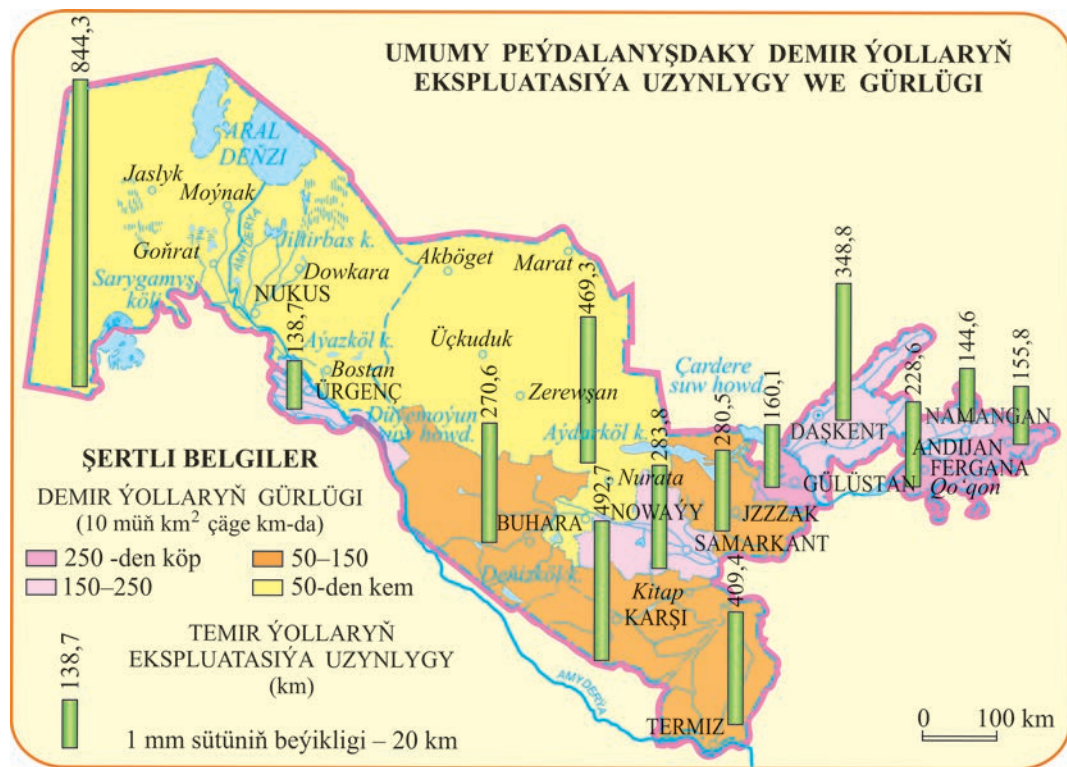 UMUMY PEÝDALANYŞDAKY DEMIR ÝOLLARYŇ
EKSPLUATASIÝA UZYNLYGY WE GÜRLÜGI
844,3
ARAL
DEŇZI
Jaslyk
Moýnak
Goňrat
AMYDERÝA
Jiltirbas k.
Dowkara
Sarygamyş
köli
NUKUS
Akböget
Marat
138,7
Aýazköl k.
Bostan
ÜRGENÇ
Üçkuduk
469,3
Zerewşan
Düýemoýun
suw howd.
270,6
Aýdarköl k.
283,8
280,5
Çardere
suw howd.
160,1
348,8
228,6
144,6
155,8
DAŞKENT
NAMANGAN
ANDIJAN
FERGANA
Qo‘qon
GÜLÜSTAN
Nurata
492,7
NOWAÝY
BUHARA
JZZZAK
SAMARKANT
Deňizköl k.
Kitap
KARŞI
409,4
AMYDERÝA
TERMIZ
ŞERTLI BELGILER
DEMIR ÝOLLARYŇ GÜRLÜGI
(10 müň km² çäge km-da)
250 -den köp
50–150
150–250
50-den kem
TEMIR ÝOLLARYŇ
EKSPLUATASIÝA UZYNLYGY
(km)
138,7
1 mm sütüniň beýikligi – 20 km
0 100 km